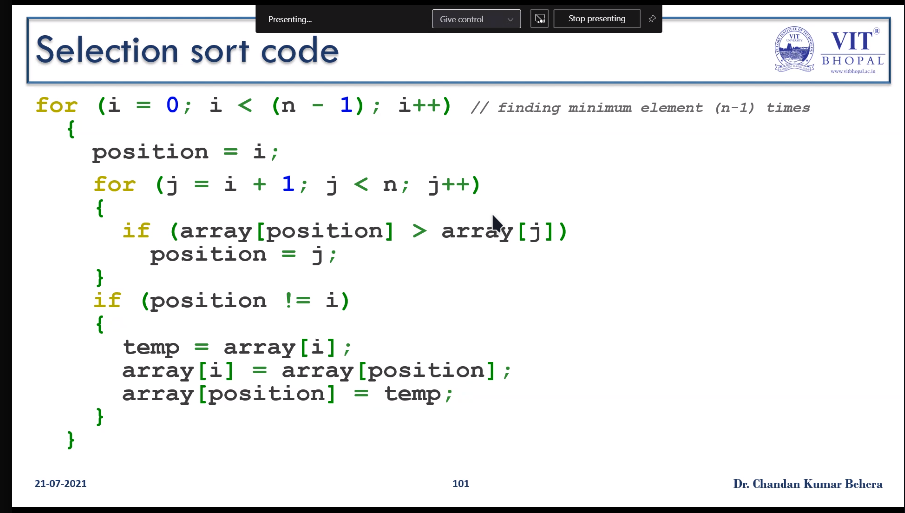 Presenting...
Give control
Stop presenting
Selection sort code
VIT
VIT®
BHOPAL
www.vitbhopal.ac.in
for (i = 0; i < (n - 1); i++) // finding minimum element (n-1) times
{
position = i;
for (j = i + 1; j < n; j++)
{
if (array[position] > array[j])
position = j;
}
if (position != i)
{
temp = array[i];
array[i] = array[position];
array[position] = temp;
}
}
21-07-2021
101
Dr. Chandan Kumar Behera